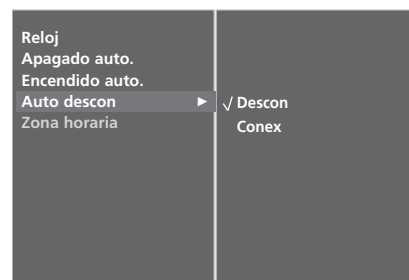 Reloj
Apagado auto.
Encendido auto.
Auto descon ► √ Descon
Zona horaria Conex